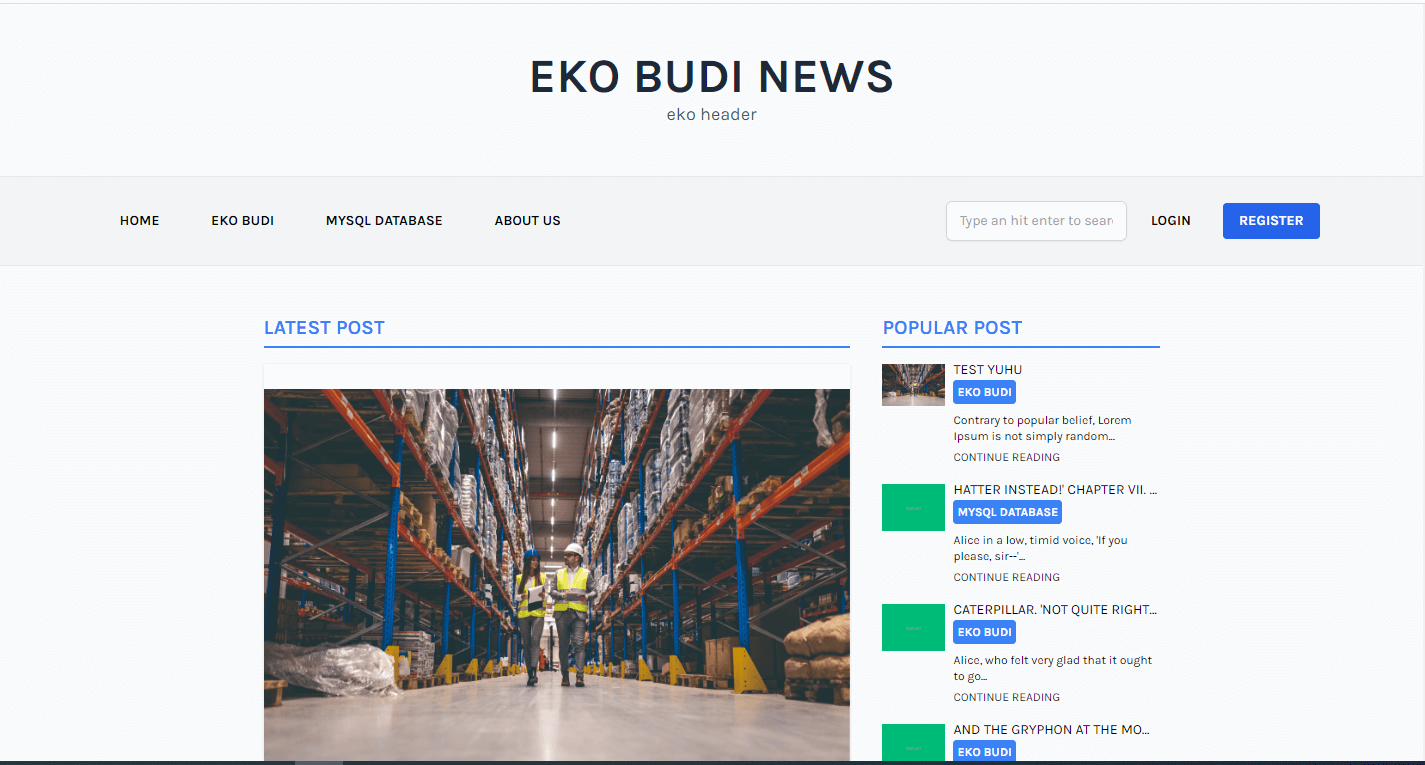 EKO BUDI NEWS
eko header
HOME EKO BUDI MYSQL DATABASE ABOUT US Type an hit enter to sear LOGIN REGISTER
LATEST POST
POPULAR POST
TEST YUHU
EKO BUDI
Contrary to popular belief, Lorem
Ipsum is not simply random...
CONTINUE READING
HATTER INSTEAD!' CHAPTER VII. ...
MYSQL DATABASE
Alice in a low, timid voice, 'If you
please, sir--'...
CONTINUE READING
CATERPILLAR. 'NOT QUITE RIGHT...
EKO BUDI
Alice, who felt very glad that it ought
to go...
CONTINUE READING
AND THE GRYPHON AT THE MO...
EKO BUDI